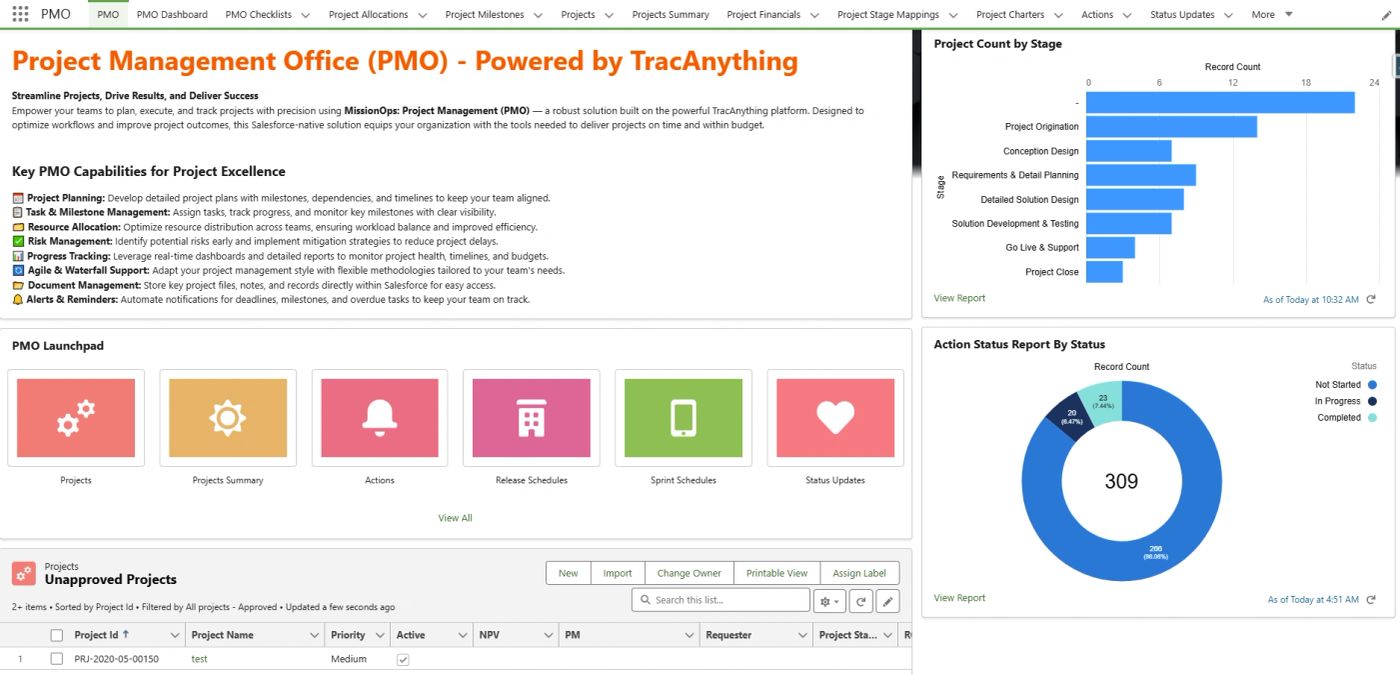 PMO
PMO
PMO Dashboard
PMO Checklists
Project Allocations
Project Milestones
Projects
Projects Summary
Project Financials
Project Stage Mappings
Project Charters
Actions
Status Updates
More
Project Management Office (PMO) - Powered by TracAnything
Streamline Projects, Drive Results, and Deliver Success
Empower your teams to plan, execute, and track projects with precision using MissionOps: Project Management (PMO) — a robust solution built on the powerful TracAnything platform. Designed to
optimize workflows and improve project outcomes, this Salesforce-native solution equips your organization with the tools needed to deliver projects on time and within budget.
Key PMO Capabilities for Project Excellence
Project Planning: Develop detailed project plans with milestones, dependencies, and timelines to keep your team aligned.
Task & Milestone Management: Assign tasks, track progress, and monitor key milestones with clear visibility.
Resource Allocation: Optimize resource distribution across teams, ensuring workload balance and improved efficiency.
Risk Management: Identify potential risks early and implement mitigation strategies to reduce project delays.
Progress Tracking: Leverage real-time dashboards and detailed reports to monitor project health, timelines, and budgets.
Agile & Waterfall Support: Adapt your project management style with flexible methodologies tailored to your team's needs.
Document Management: Store key project files, notes, and records directly within Salesforce for easy access.
Alerts & Reminders: Automate notifications for deadlines, milestones, and overdue tasks to keep your team on track.
PMO Launchpad
Projects
Projects Summary
Actions
Release Schedules
Sprint Schedules
Status Updates
View All
Projects
Unapproved Projects
New
Import
Change Owner
Printable View
Assign Label
2+ items • Sorted by Project Id • Filtered by All projects - Approved • Updated a few seconds ago
Search this list...
Project Id ↑
Project Name
Priority
Active
NPV
PM
Requester
Project Sta...
1
PRJ-2020-05-00150
test
Medium
Project Count by Stage
Record Count
0
6
12
18
24
Stage
-
Project Origination
Conception Design
Requirements & Detail Planning
Detailed Solution Design
Solution Development & Testing
Go Live & Support
Project Close
View Report
As of Today at 10:32 AM
Action Status Report By Status
Record Count
Status
Not Started
In Progress
Completed
23
(7.44%)
20
(6.47%)
309
266
(86.08%)
View Report
As of Today at 4:51 AM